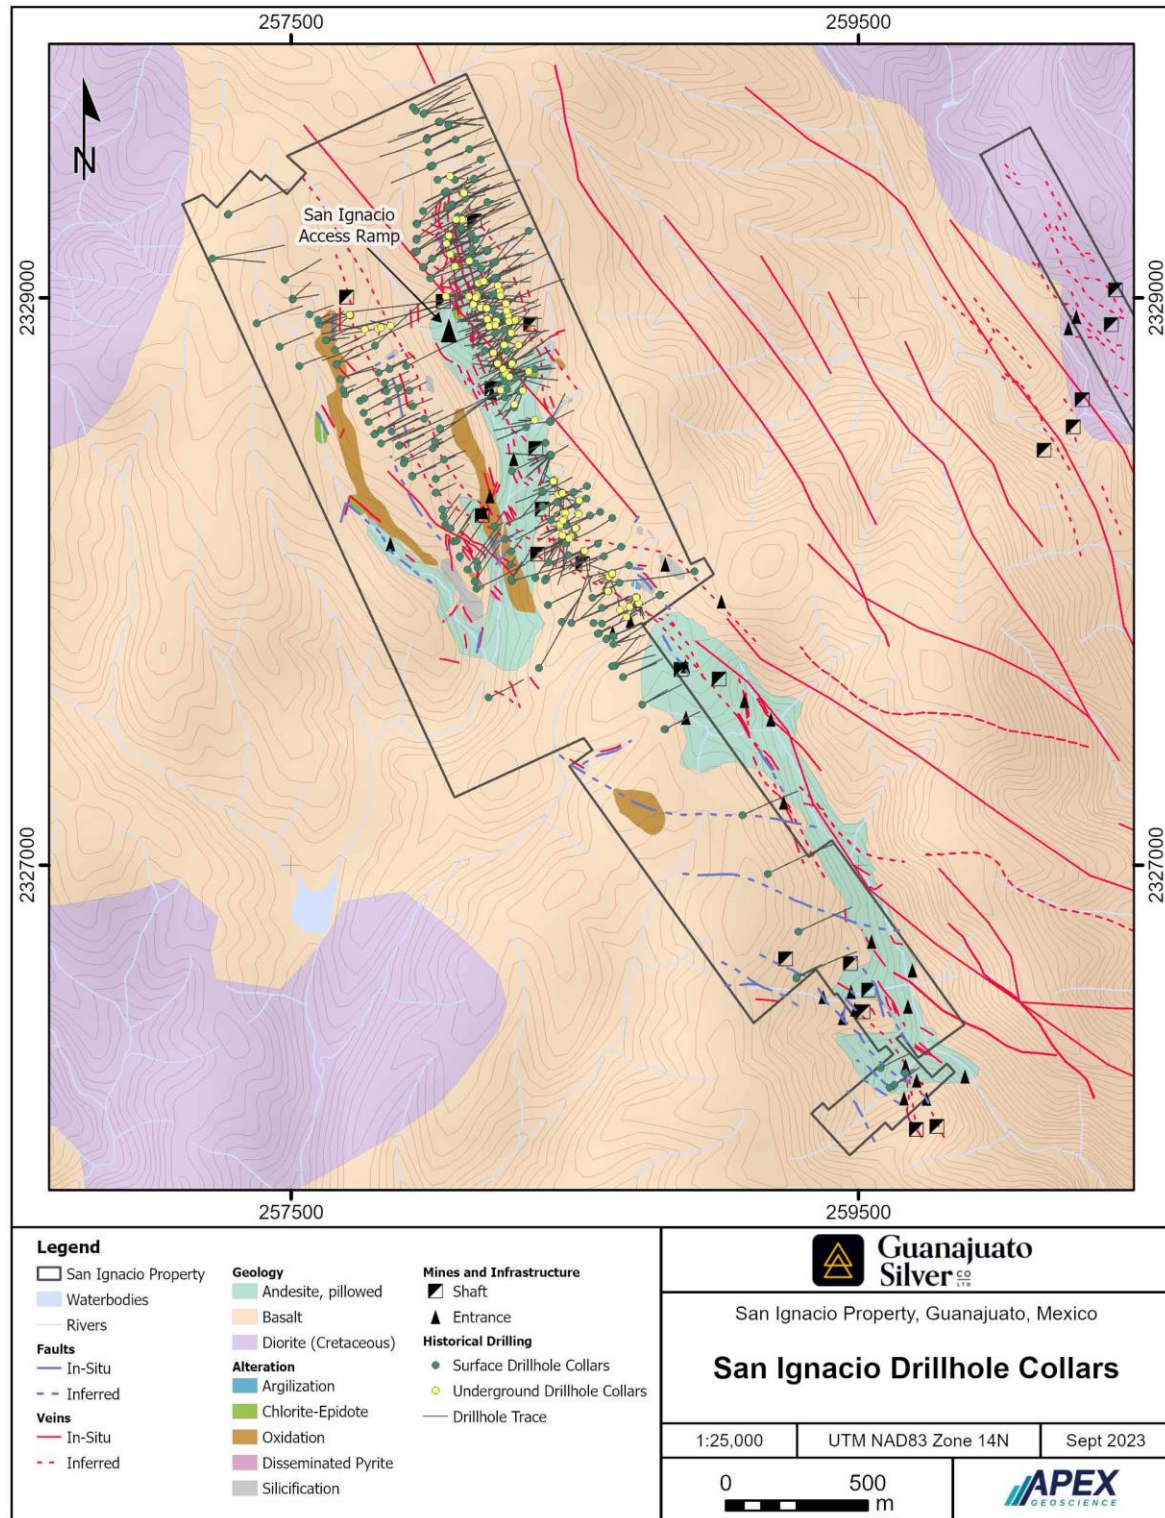 257500
259500
N
San Ignacio
Access Ramp
2329000
2329000
2327000
2327000
257500
259500
Legend
San Ignacio Property
Waterbodies
Rivers
Faults
In-Situ
Inferred
Veins
In-Situ
Inferred
Geology
Andesite, pillowed
Basalt
Diorite (Cretaceous)
Alteration
Argilization
Chlorite-Epidote
Oxidation
Disseminated Pyrite
Silicification
Mines and Infrastructure
Shaft
Entrance
Historical Drilling
Surface Drillhole Collars
Underground Drillhole Collars
Drillhole Trace
Guanajuato
Silver CO LTD
San Ignacio Property, Guanajuato, Mexico
San Ignacio Drillhole Collars
1:25,000
UTM NAD83 Zone 14N
Sept 2023
0 500
m
APEX
GEOSCIENCE